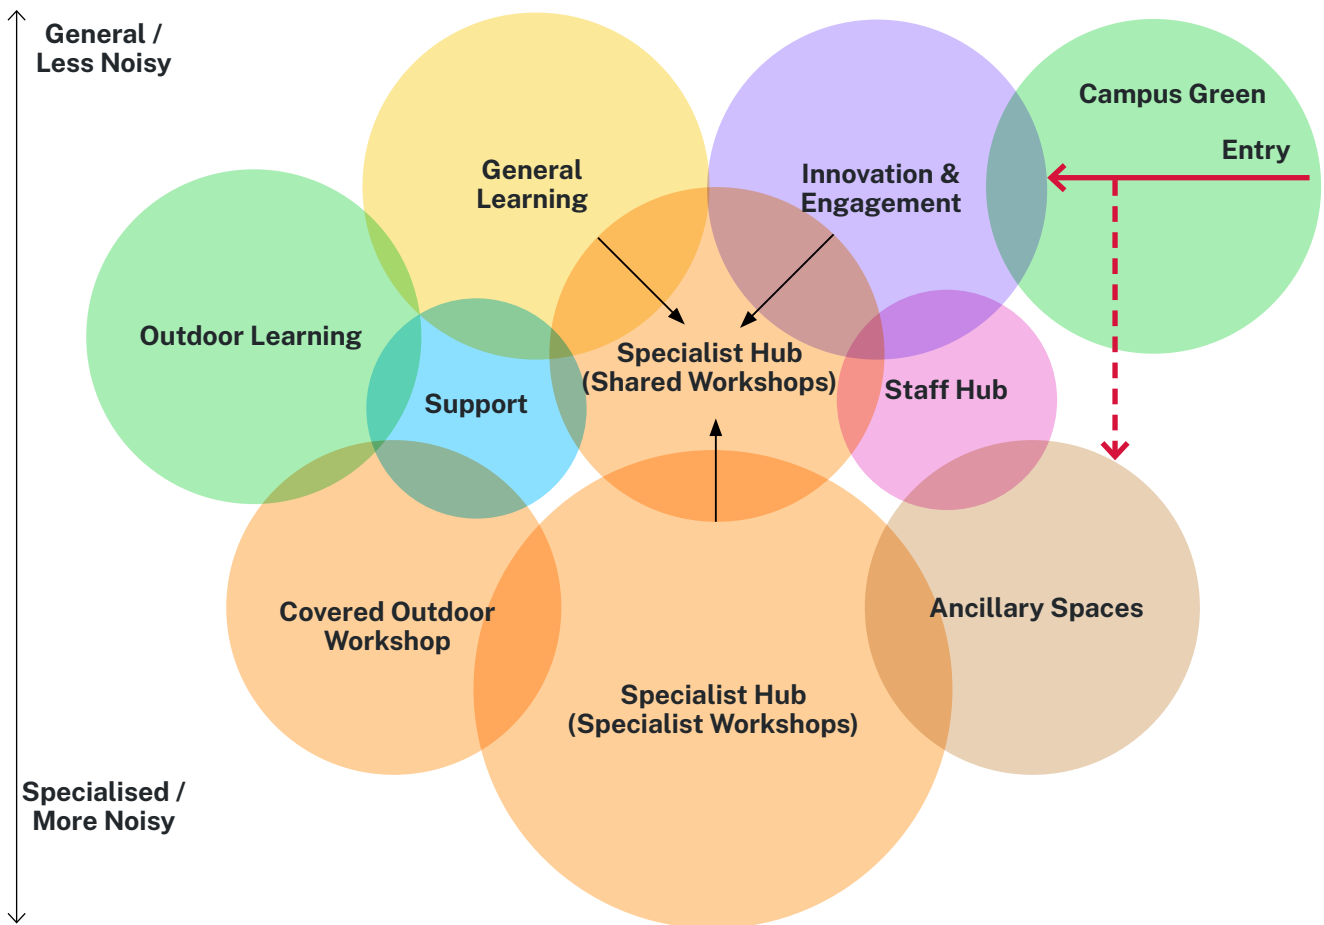 General /
Less Noisy
Campus Green
Entry
General
Learning
Innovation &
Engagement
Outdoor Learning
Specialist Hub
(Shared Workshops)
Support
Staff Hub
Covered Outdoor
Workshop
Ancillary Spaces
Specialist Hub
(Specialist Workshops)
Specialised /
More Noisy